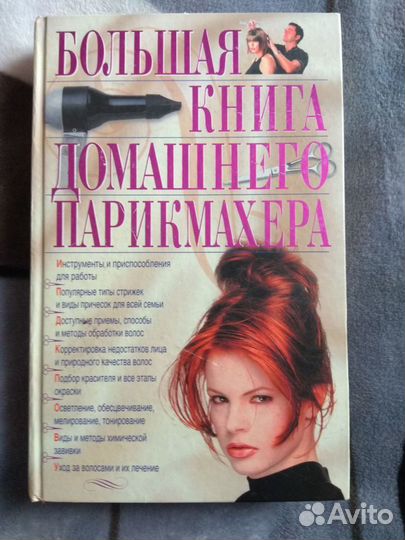 БОЛЬШАЯ
КНИГА
ДОМАШНЕГО
ПАРИКМАХЕРА
Инструменты и приспособления
для работы
Популярные типы стрижек
и виды причесок для всей семьи
Доступные приемы, способы
и методы обработки волос
Корректировка недостатков лица
и природного качества волос
Подбор красителя и все этапы
окраски
Осветление, обесцвечивание,
мелирование, тонирование
Виды и методы химической
завивки
Уход за волосами и их лечение
Avito